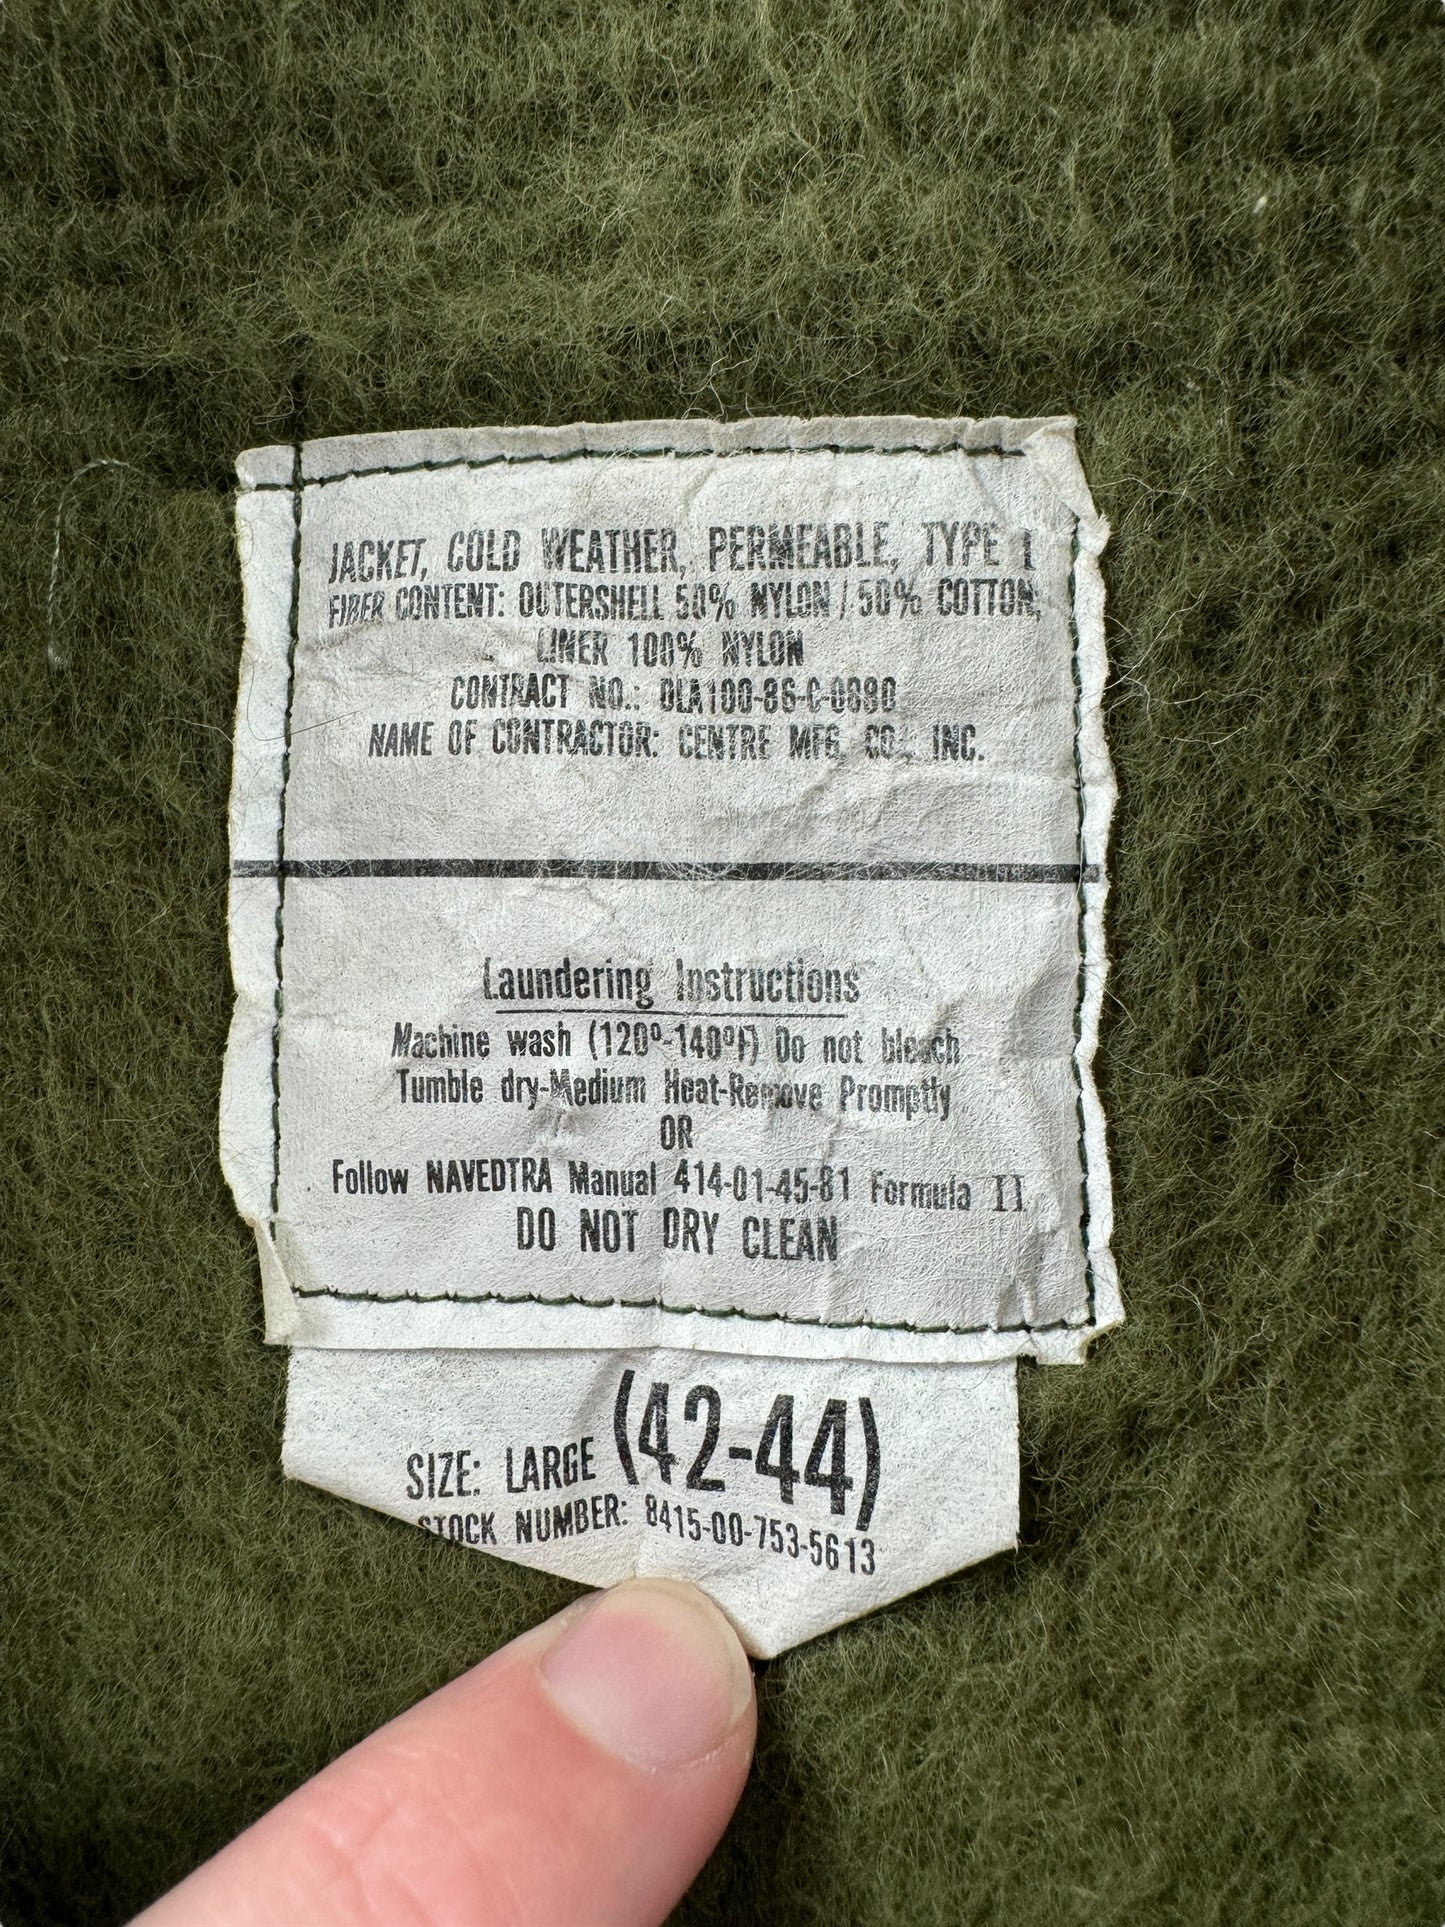 JACKET, COLD WEATHER, PERMEABLE, TYPE I
FIBER CONTENT: OUTERSHELL 50% NYLON / 50% COTTON,
LINER 100% NYLON
CONTRACT NO.: DLA100-86-C-0880
NAME OF CONTRACTOR: CENTRE MFG. CO., INC.
Laundering Instructions
Machine wash (120º-140ºF) Do not bleach
Tumble dry-Medium Heat-Remove Promptly
OR
Follow NAVEDTRA Manual 414-01-45-81 Formula II
DO NOT DRY CLEAN
SIZE: LARGE (42-44)
STOCK NUMBER: 8415-00-753-5613